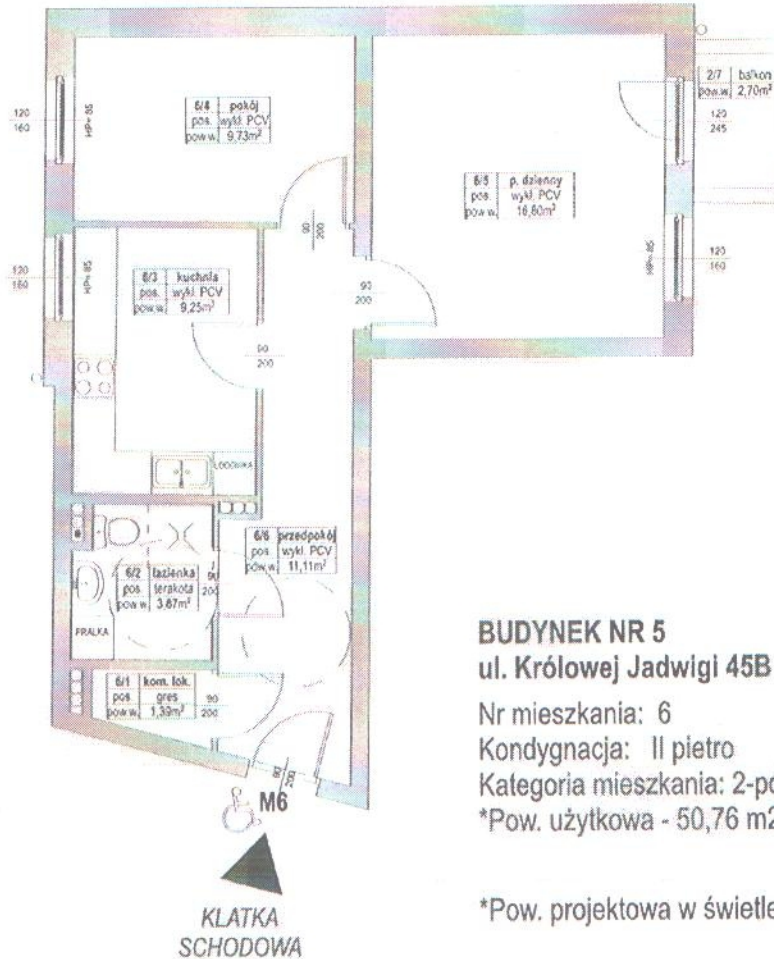 6/4 pokój
pos. wykł. PCV
pow.w. 9,73m²
120
160
HP= 85
90
200
6/5 p. dzienny
pos. wykł. PCV
pow.w. 16,60m²
2/7 balkon
pow.w. 2,70m²
120
245
HP= 85
120
160
6/3 kuchnia
pos. wykł. PCV
pow.w. 9,25m²
120
160
HP= 85
90
200
90
200
LODÓWKA
6/6 przedpokój
pos. wykł. PCV
pow.w. 11,11m²
6/2 łazienka
pos. terakota
pow.w. 3,67m²
90
200
PRALKA
6/1 kom. lok.
pos. gres
pow.w. 1,39m²
90
200
90
200
M6
KLATKA
SCHODOWA
BUDYNEK NR 5
ul. Królowej Jadwigi 45B
Nr mieszkania: 6
Kondygnacja: II pietro
Kategoria mieszkania: 2-po
*Pow. użytkowa - 50,76 m2
*Pow. projektowa w świetle